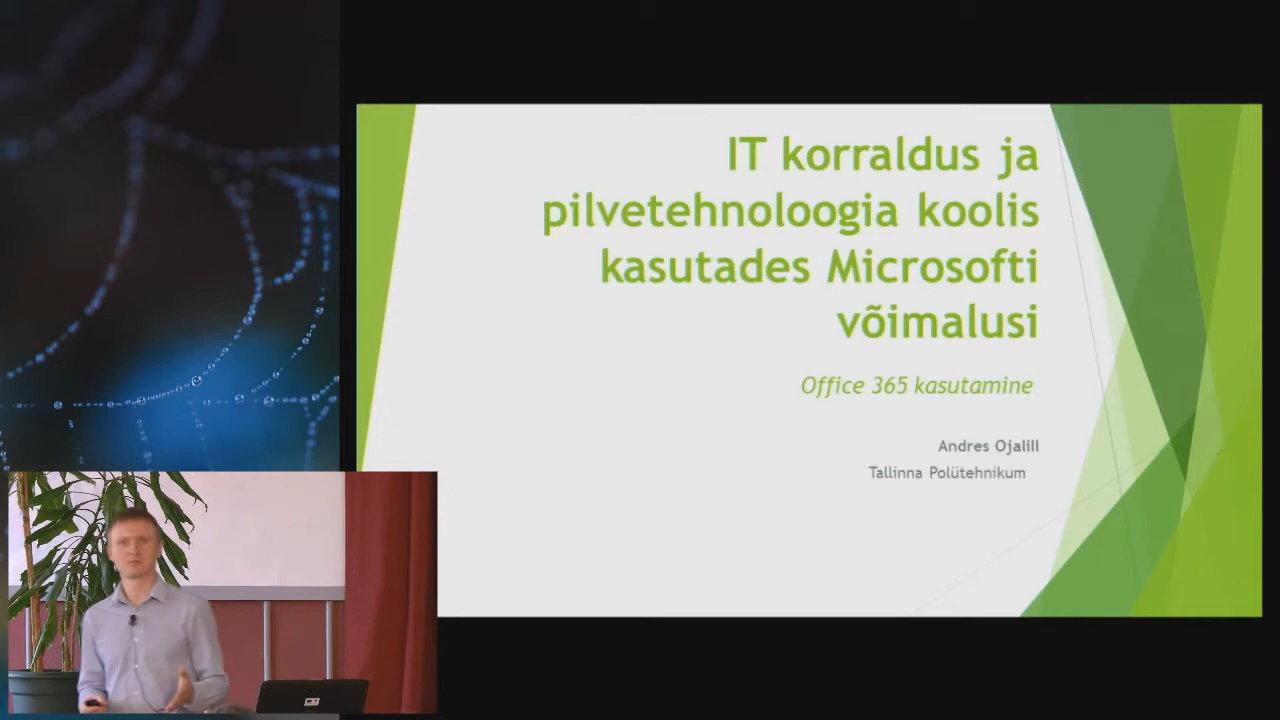 IT korraldus ja
pilvetehnoloogia koolis
kasutades Microsofti
võimalusi
Office 365 kasutamine
Andres Ojalill
Tallinna Polütehnikum